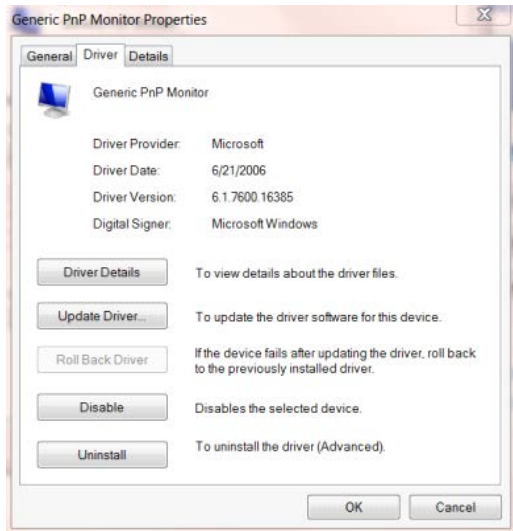 Generic PnP Monitor Properties
General Driver Details
Generic PnP Monitor
Driver Provider: Microsoft
Driver Date: 6/21/2006
Driver Version: 6.1.7600.16385
Digital Signer: Microsoft Windows
Driver Details To view details about the driver files.
Update Driver... To update the driver software for this device.
Roll Back Driver If the device fails after updating the driver, roll back
to the previously installed driver.
Disable Disables the selected device.
Uninstall To uninstall the driver (Advanced).
OK Cancel